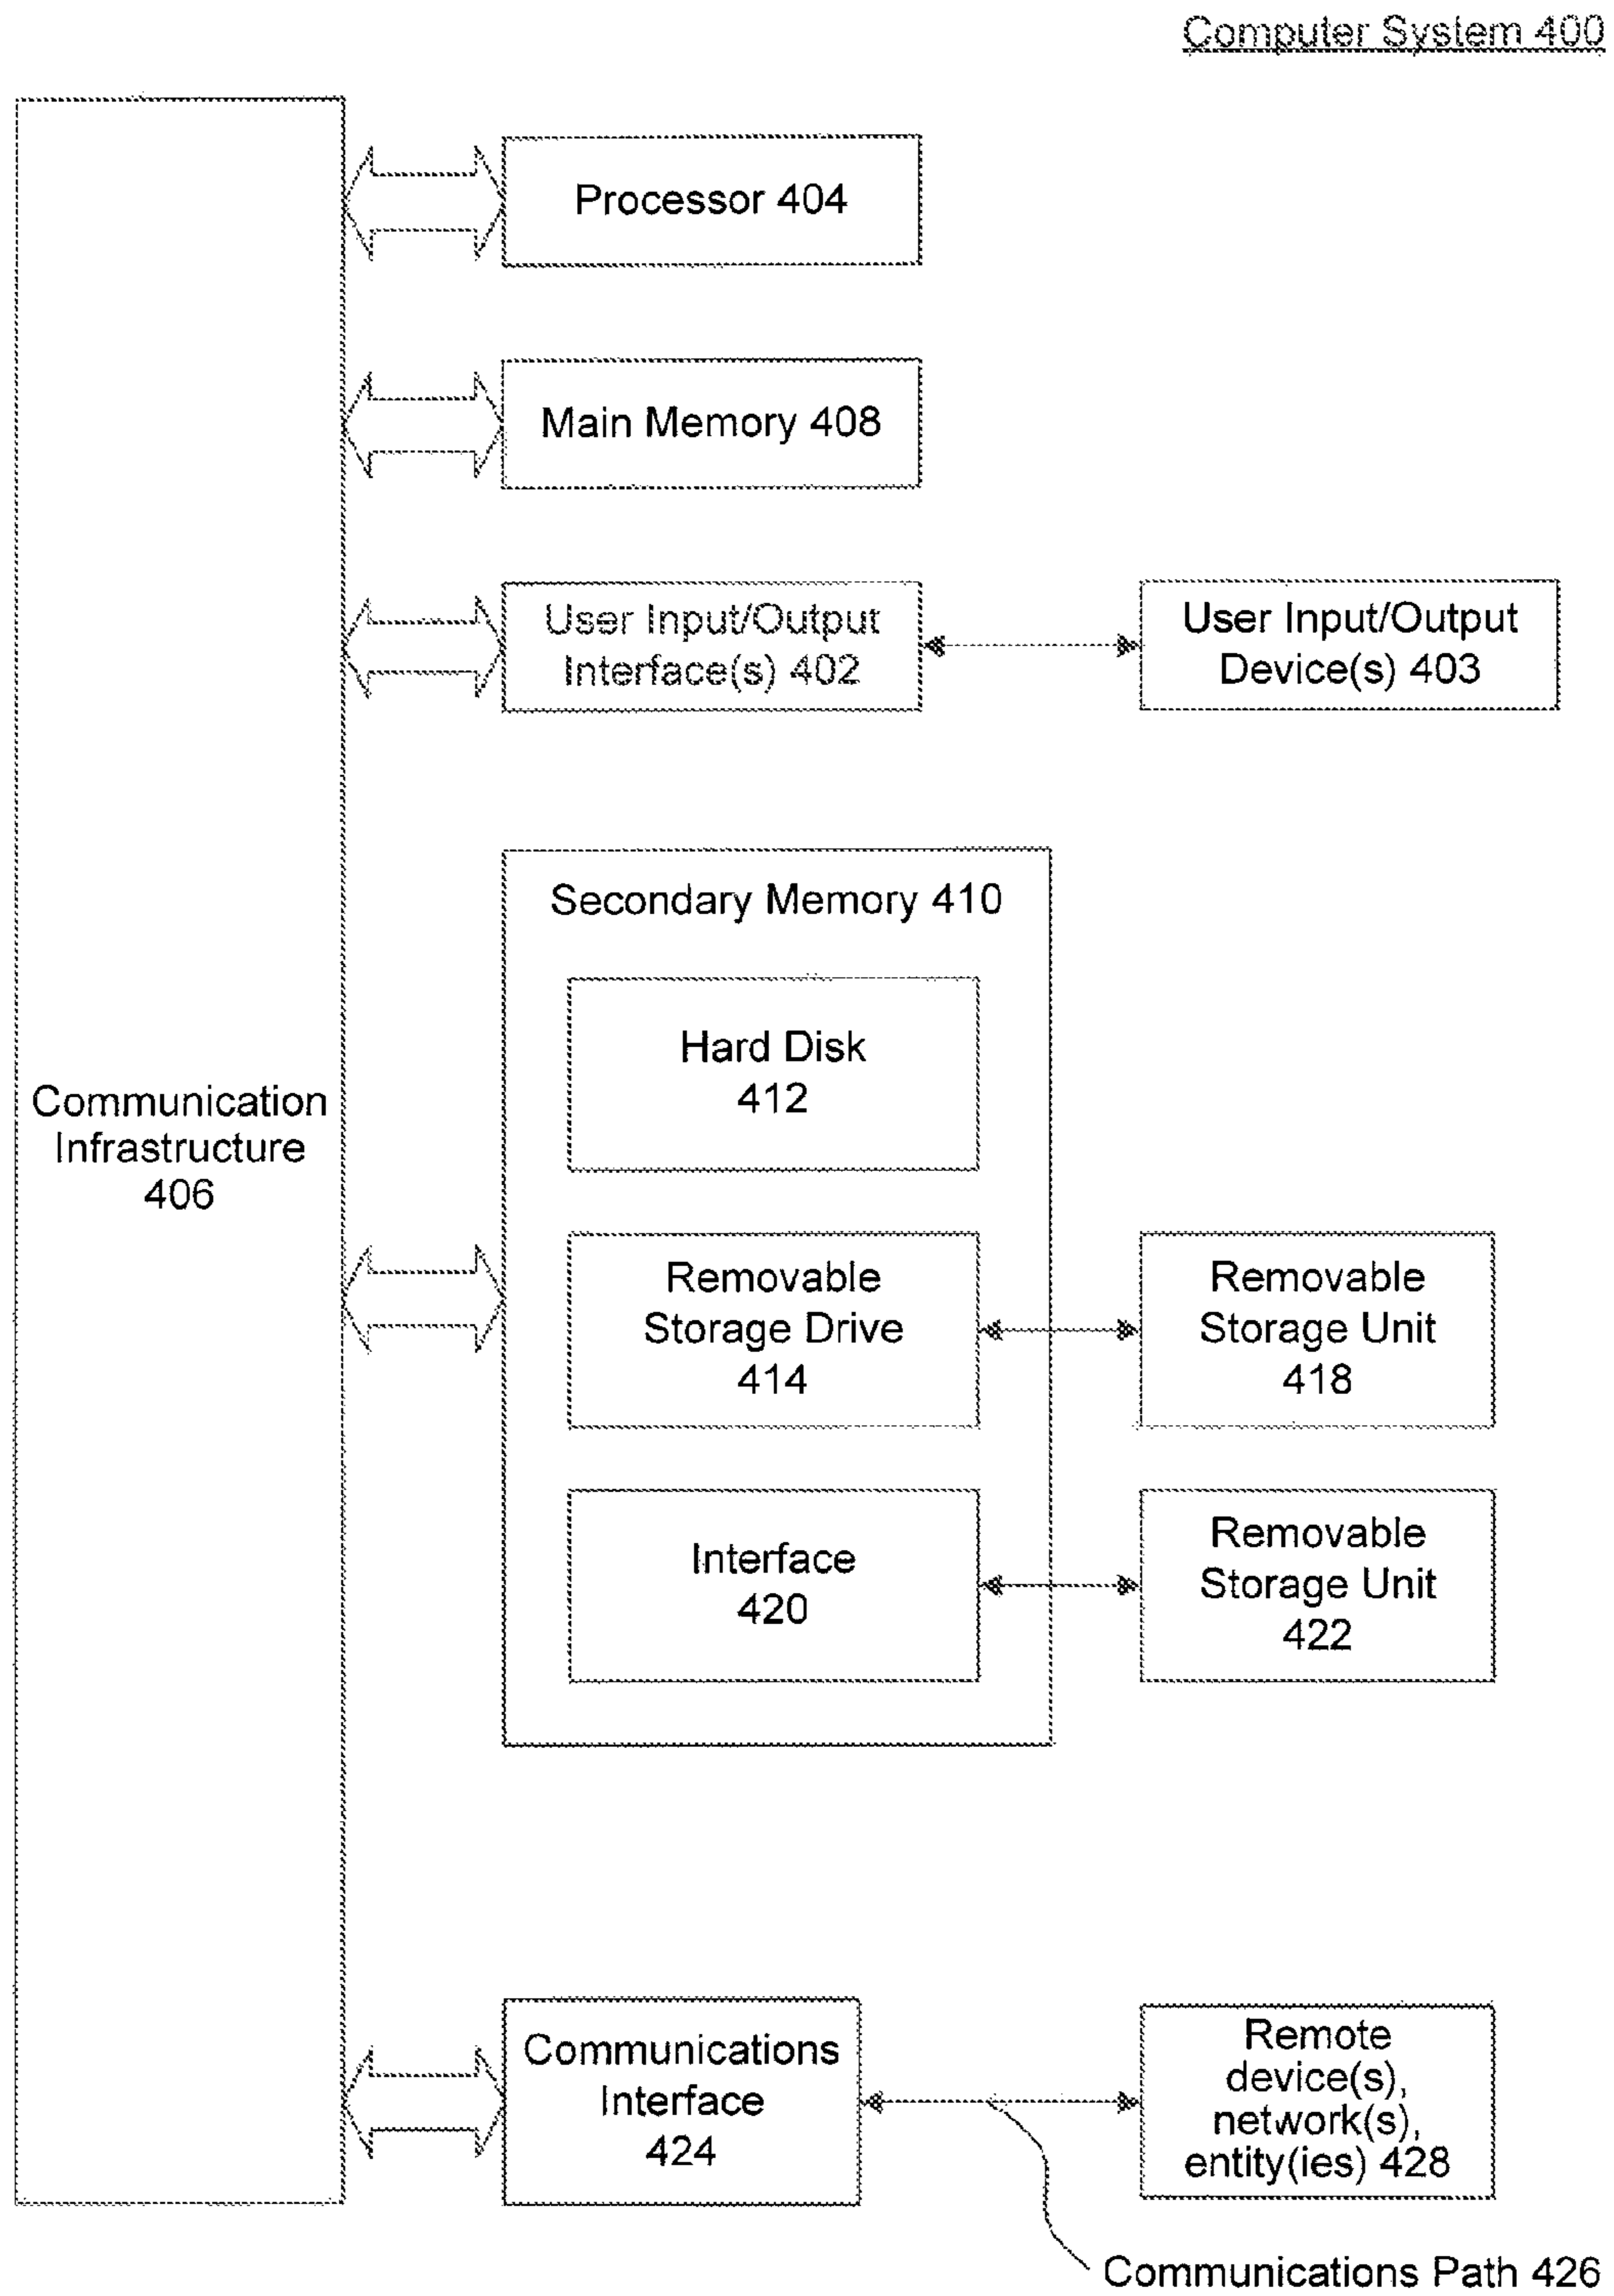 Computer System 400
Processor 404
Main Memory 408
User Input/Output
Interface(s) 402
User Input/Output
Device(s) 403
Secondary Memory 410
Hard Disk
412
Communication
Infrastructure
406
Removable
Storage Drive
414
Removable
Storage Unit
418
Interface
420
Removable
Storage Unit
422
Communications
Interface
424
Remote
device(s),
network(s),
entity(ies) 428
Communications Path 426